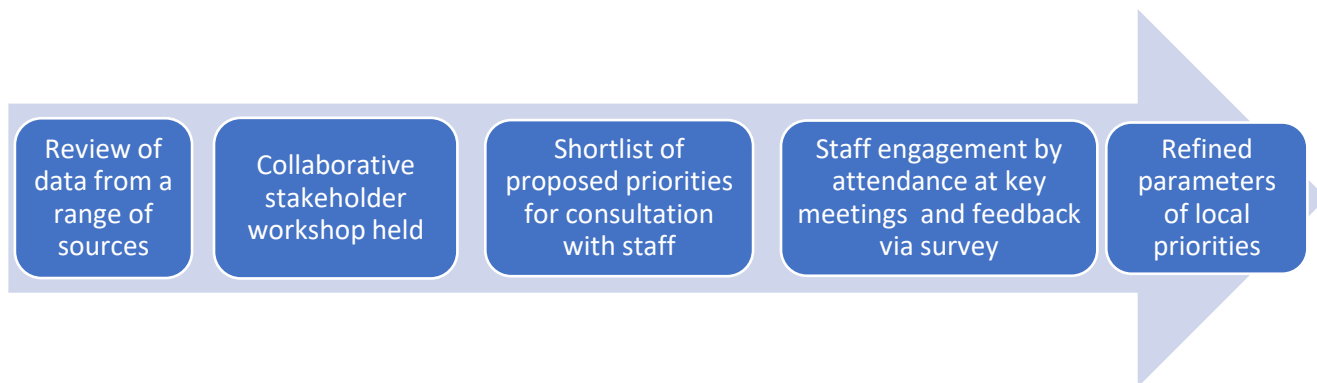 Review of
data from a
range of
sources
Collaborative
stakeholder
workshop held
Shortlist of
proposed priorities
for consultation
with staff
Staff engagement by
attendance at key
meetings  and feedback
via survey
Refined
parameters
of local
priorities